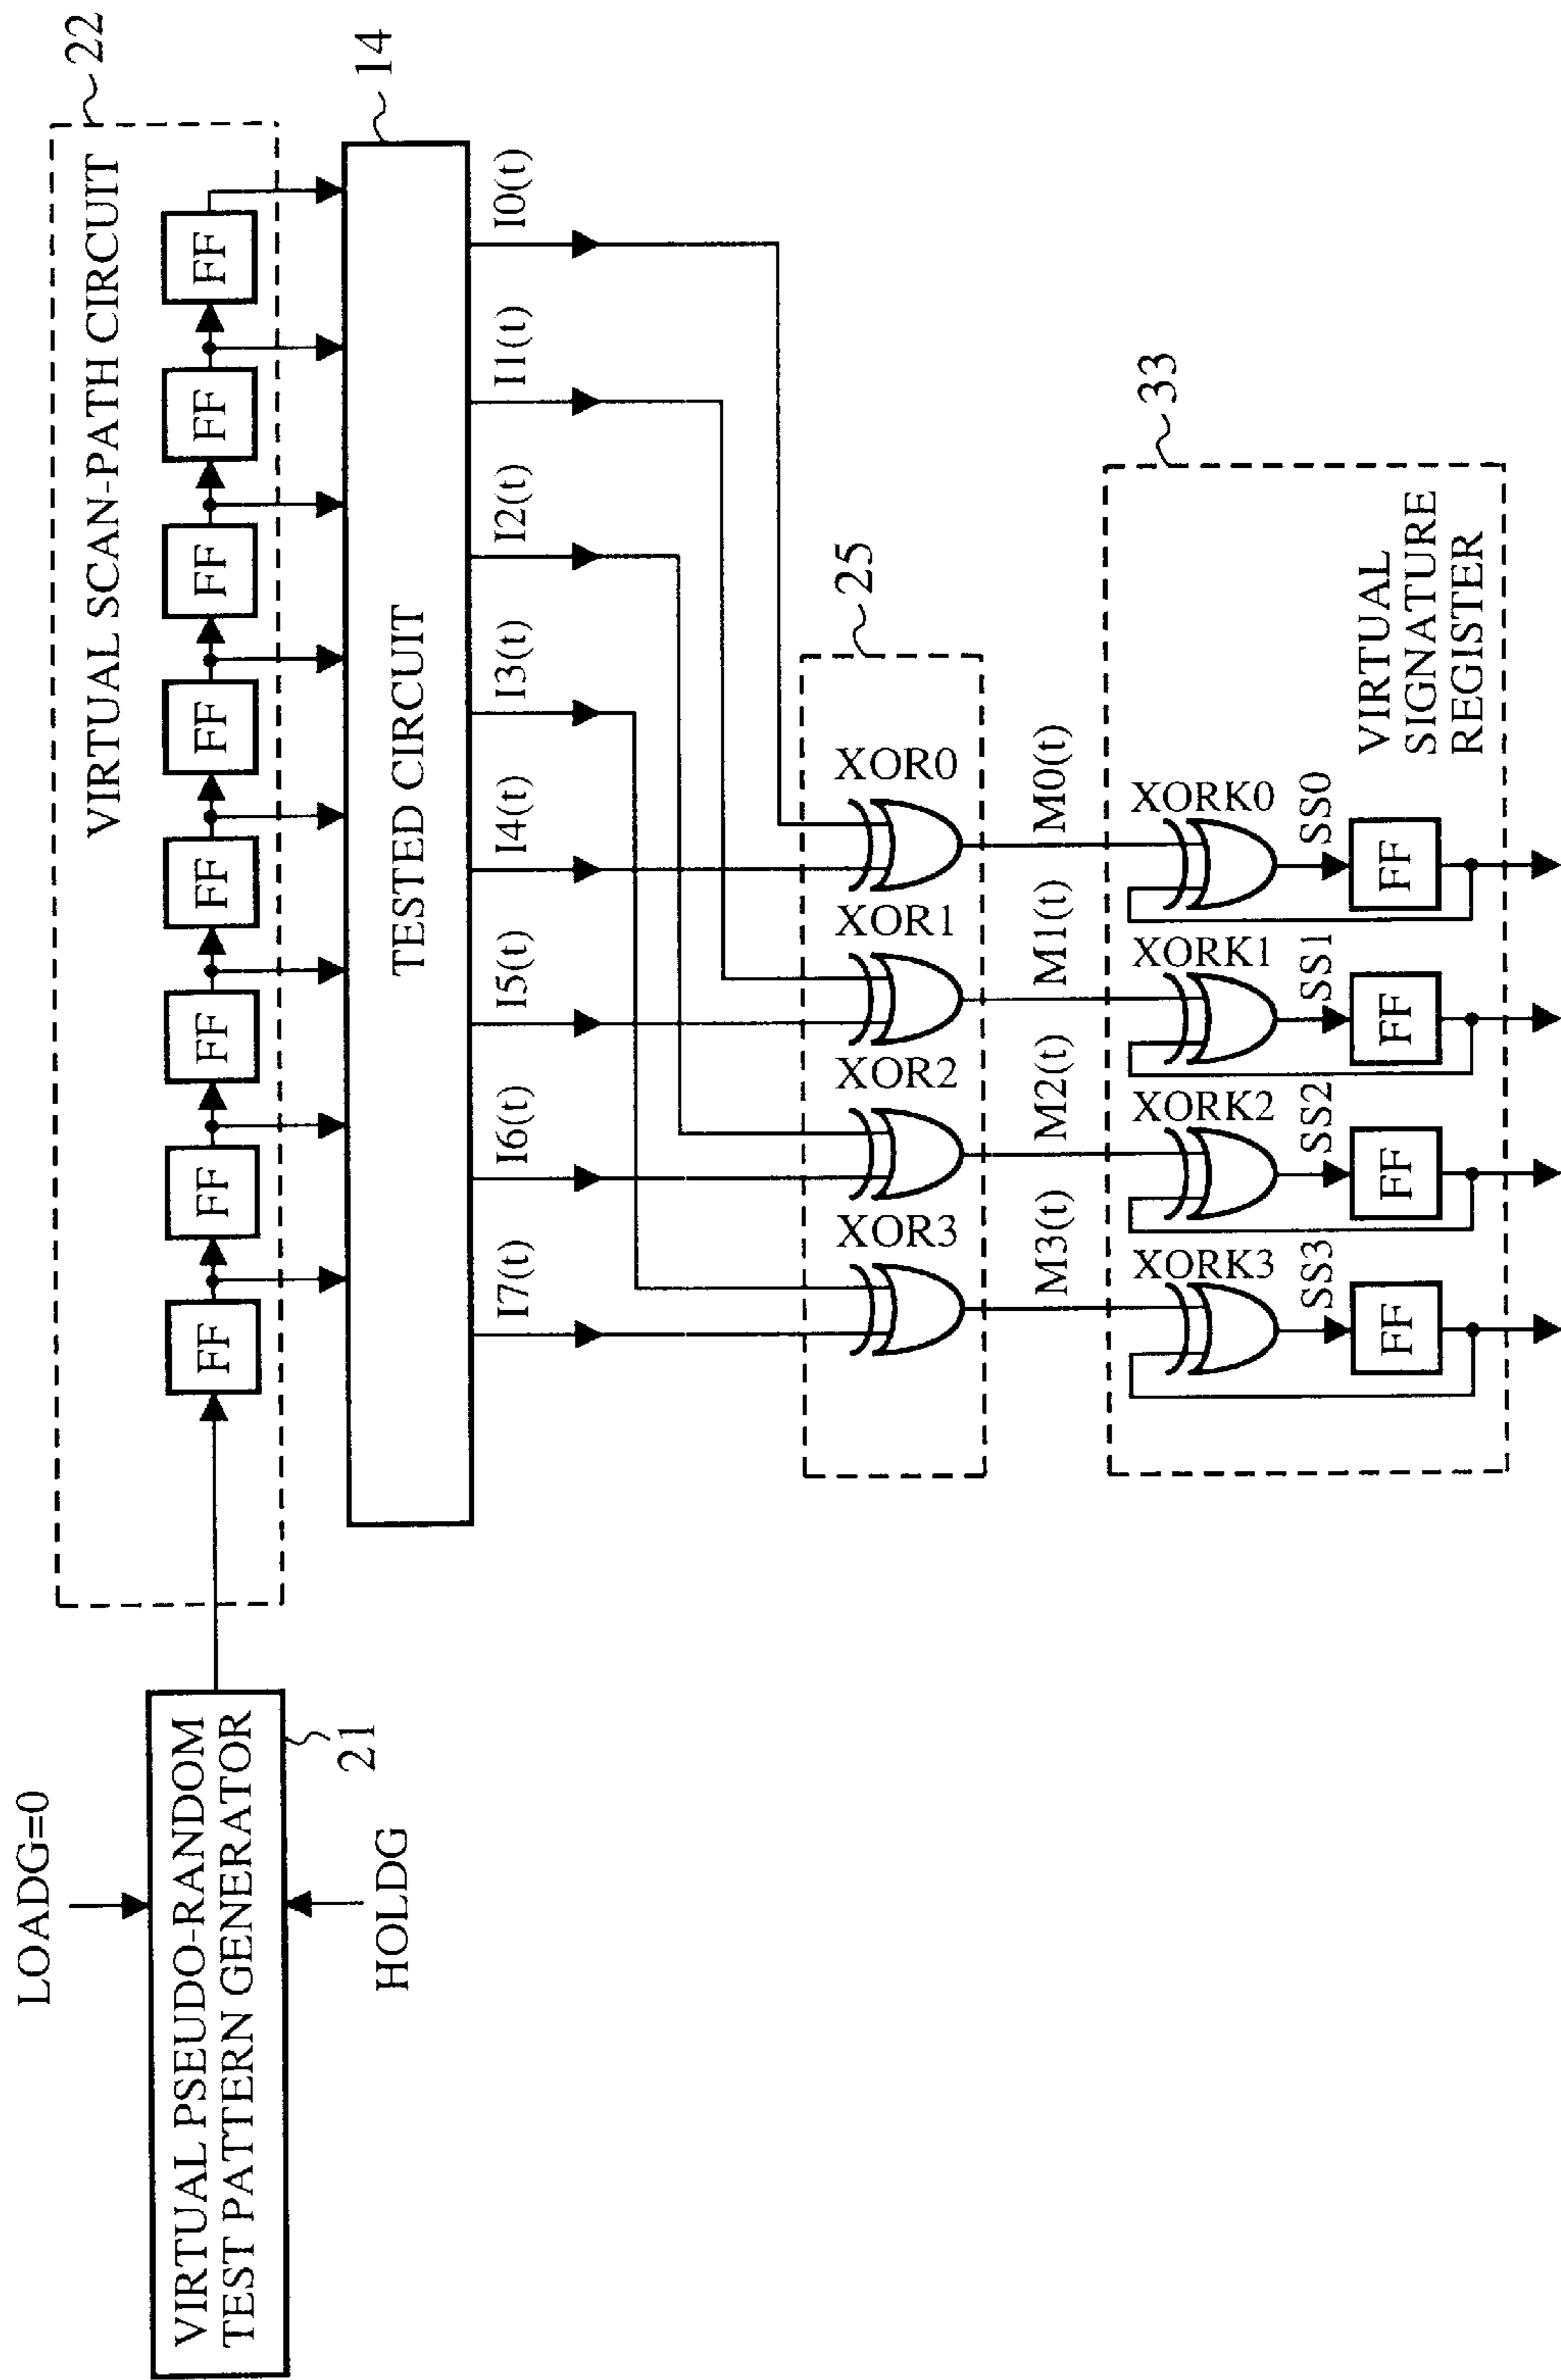 LOADG=0
VIRTUAL PSEUDO-RANDOM
TEST PATTERN GENERATOR
21
HOLDG
22
VIRTUAL SCAN-PATH CIRCUIT
FF
FF
FF
FF
FF
FF
FF
FF
14
TESTED CIRCUIT
I7(t)
I6(t)
I5(t)
I4(t)
I3(t)
I2(t)
I1(t)
I0(t)
25
XOR3
XOR2
XOR1
XOR0
M3(t)
M2(t)
M1(t)
M0(t)
33
XORK3
XORK2
XORK1
XORK0
SS3
SS2
SS1
SS0
FF
FF
FF
FF
VIRTUAL
SIGNATURE
REGISTER